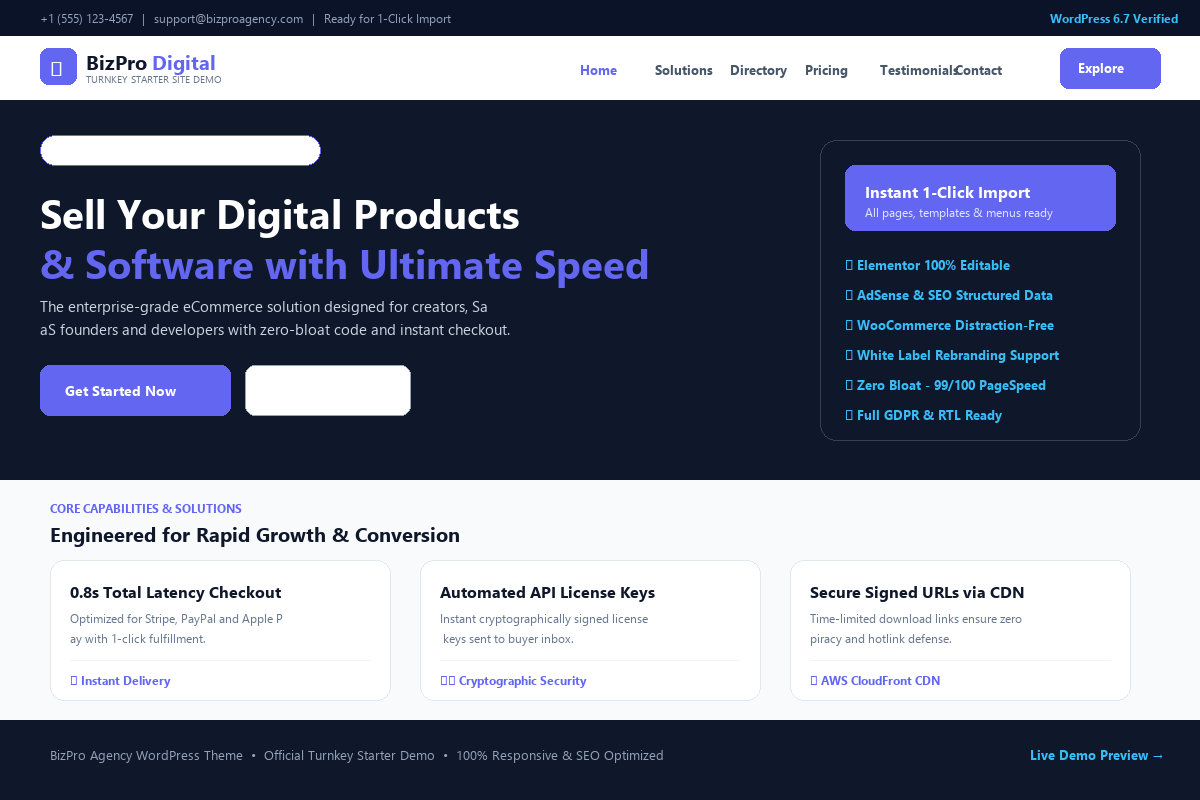 +1 (555) 123-4567 | support@bizproagency.com | Ready for 1-Click Import
WordPress 6.7 Verified
BizPro Digital
TURNKEY STARTER SITE DEMO
Home Solutions Directory Pricing Testimonials Contact
Explore
Sell Your Digital Products
& Software with Ultimate Speed
The enterprise-grade eCommerce solution designed for creators, Sa
aS founders and developers with zero-bloat code and instant checkout.
Get Started Now
Instant 1-Click Import
All pages, templates & menus ready
Elementor 100% Editable
AdSense & SEO Structured Data
WooCommerce Distraction-Free
White Label Rebranding Support
Zero Bloat - 99/100 PageSpeed
Full GDPR & RTL Ready
CORE CAPABILITIES & SOLUTIONS
Engineered for Rapid Growth & Conversion
0.8s Total Latency Checkout
Optimized for Stripe, PayPal and Apple P
ay with 1-click fulfillment.
Instant Delivery
Automated API License Keys
Instant cryptographically signed license
keys sent to buyer inbox.
Cryptographic Security
Secure Signed URLs via CDN
Time-limited download links ensure zero
piracy and hotlink defense.
AWS CloudFront CDN
BizPro Agency WordPress Theme • Official Turnkey Starter Demo • 100% Responsive & SEO Optimized
Live Demo Preview →